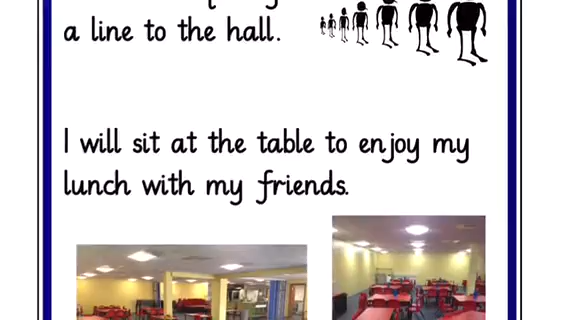 a line to the hall.
I will sit at the table to enjoy my
lunch with my friends.